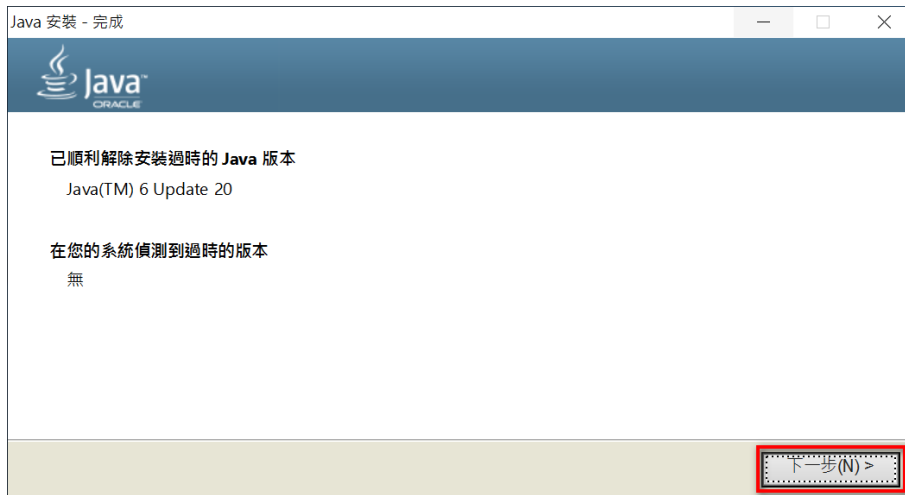 Java 安裝 - 完成
Java™
ORACLE
已順利解除安裝過時的 Java 版本
Java(TM) 6 Update 20
在您的系統偵測到過時的版本
無
下一步(N) >